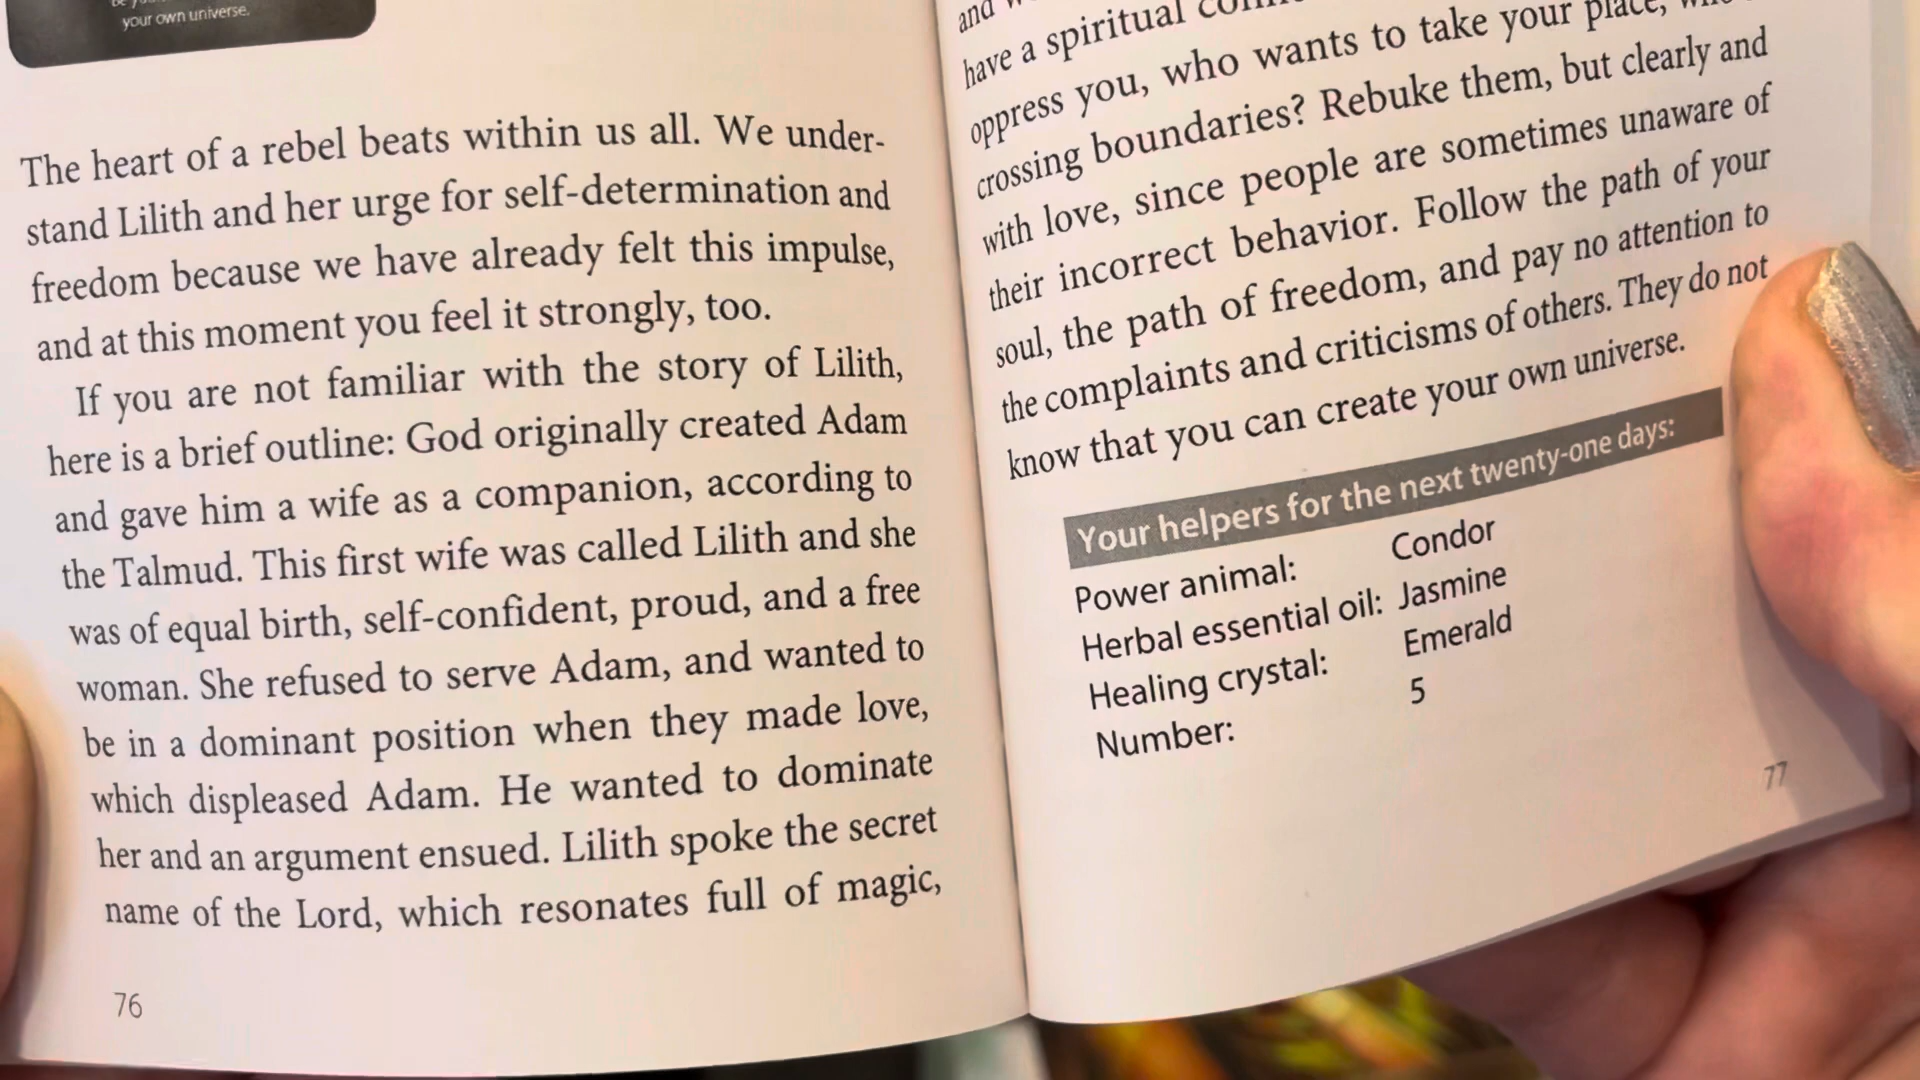 your own universe.
The heart of a rebel beats within us all. We under-
stand Lilith and her urge for self-determination and
freedom because we have already felt this impulse,
and at this moment you feel it strongly, too.
If you are not familiar with the story of Lilith,
here is a brief outline: God originally created Adam
and gave him a wife as a companion, according to
the Talmud. This first wife was called Lilith and she
was of equal birth, self-confident, proud, and a free
woman. She refused to serve Adam, and wanted to
be in a dominant position when they made love,
which displeased Adam. He wanted to dominate
her and an argument ensued. Lilith spoke the secret
name of the Lord, which resonates full of magic,
76
and
have a spiritual
oppress you, who wants to take your place,
crossing boundaries? Rebuke them, but clearly and
with love, since people are sometimes unaware of
their incorrect behavior. Follow the path of your
soul, the path of freedom, and pay no attention to
the complaints and criticisms of others. They do not
know that you can create your own universe.
Your helpers for the next twenty-one days:
Power animal: Condor
Herbal essential oil: Jasmine
Healing crystal: Emerald
Number: 5
77